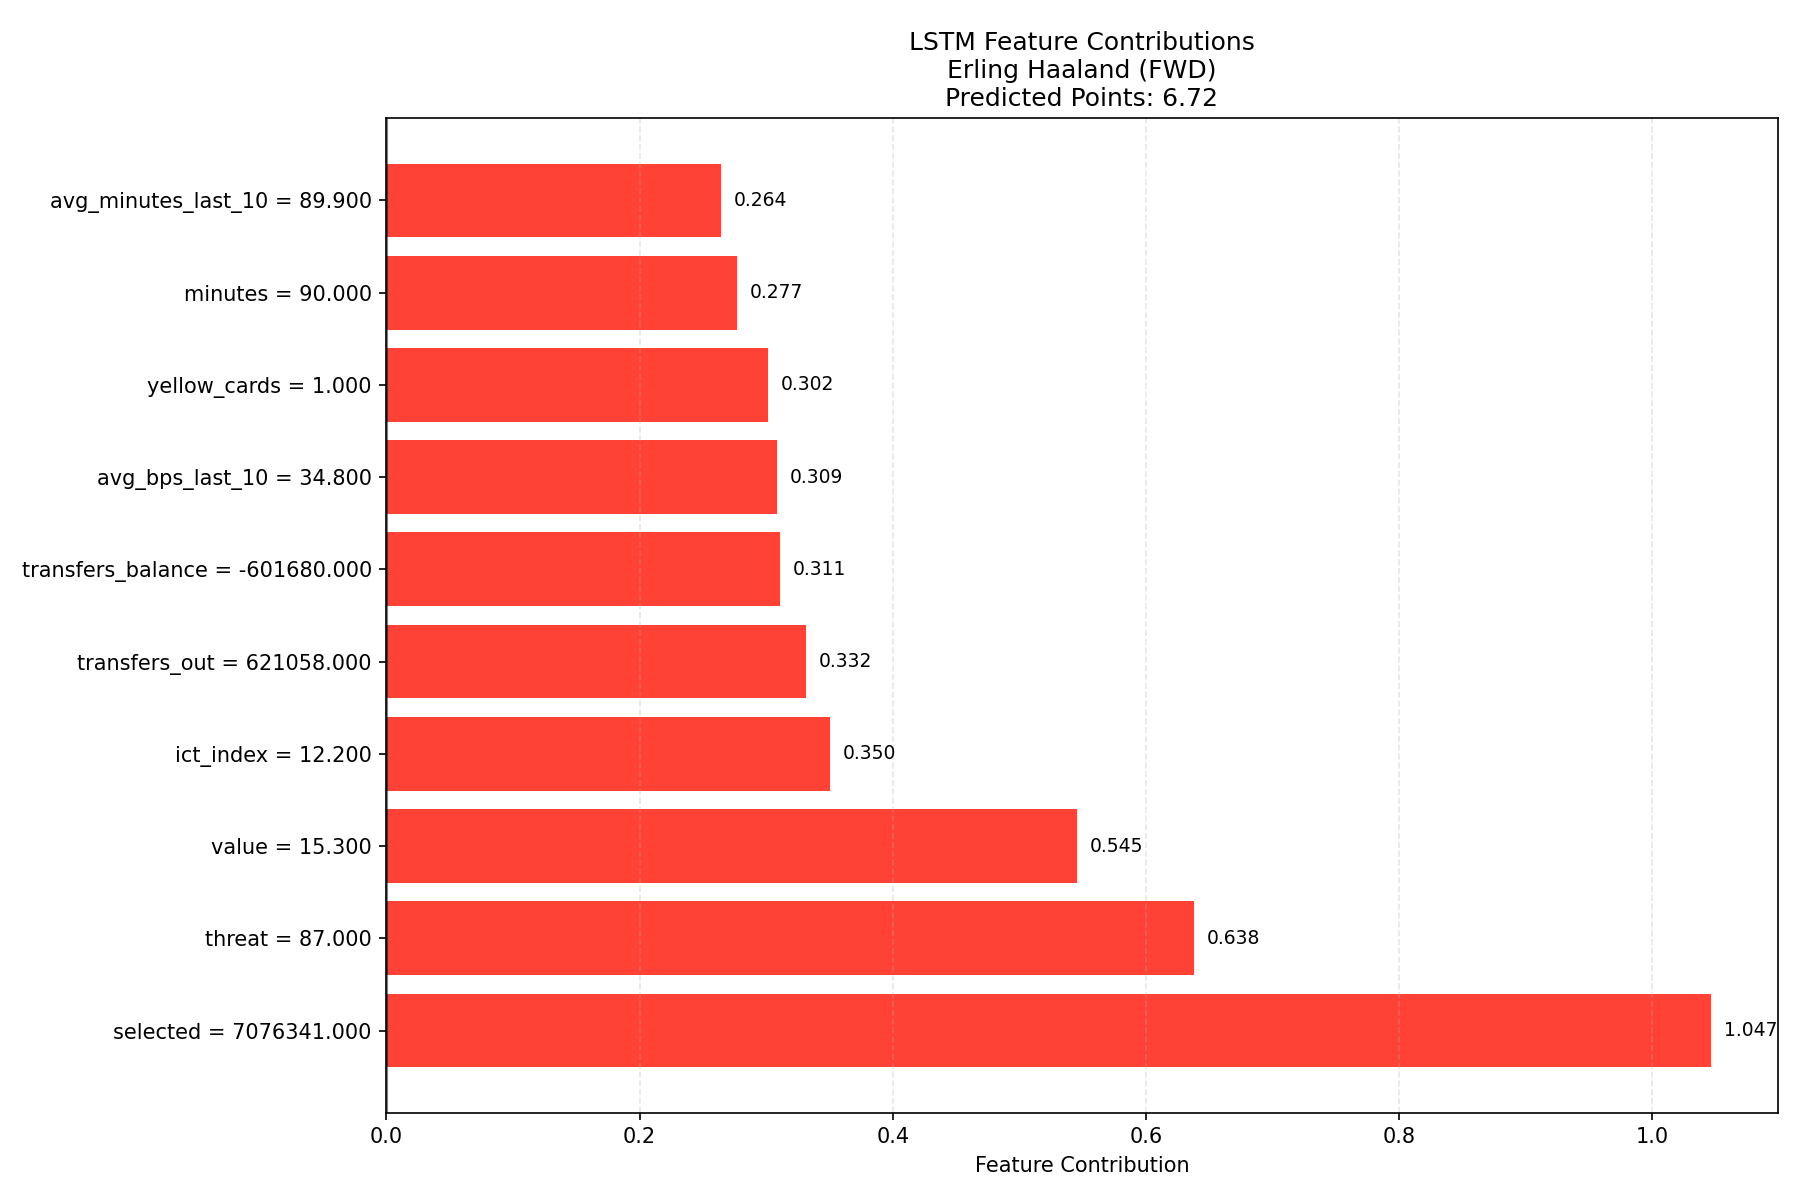 LSTM Feature Contributions
Erling Haaland (FWD)
Predicted Points: 6.72
avg_minutes_last_10 = 89.900
0.264
minutes = 90.000
0.277
yellow_cards = 1.000
0.302
avg_bps_last_10 = 34.800
0.309
transfers_balance = -601680.000
0.311
transfers_out = 621058.000
0.332
ict_index = 12.200
0.350
value = 15.300
0.545
threat = 87.000
0.638
selected = 7076341.000
1.047
0.0 0.2 0.4 0.6 0.8 1.0
Feature Contribution